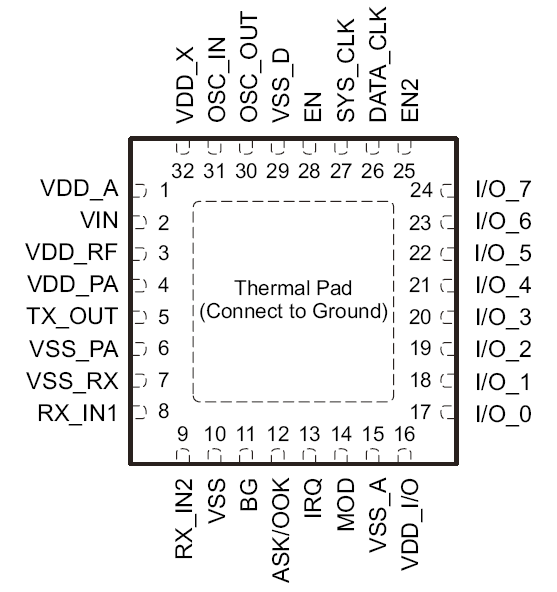 VDD_X
OSC_IN
OSC_OUT
VSS_D
EN
SYS_CLK
DATA_CLK
EN2
32 31 30 29 28 27 26 25
VDD_A 1 24 I/O_7
VIN 2 23 I/O_6
VDD_RF 3 22 I/O_5
VDD_PA 4 21 I/O_4
TX_OUT 5 20 I/O_3
VSS_PA 6 19 I/O_2
VSS_RX 7 18 I/O_1
RX_IN1 8 17 I/O_0
Thermal Pad
(Connect to Ground)
9 10 11 12 13 14 15 16
RX_IN2
VSS
BG
ASK/OOK
IRQ
MOD
VSS_A
VDD_I/O